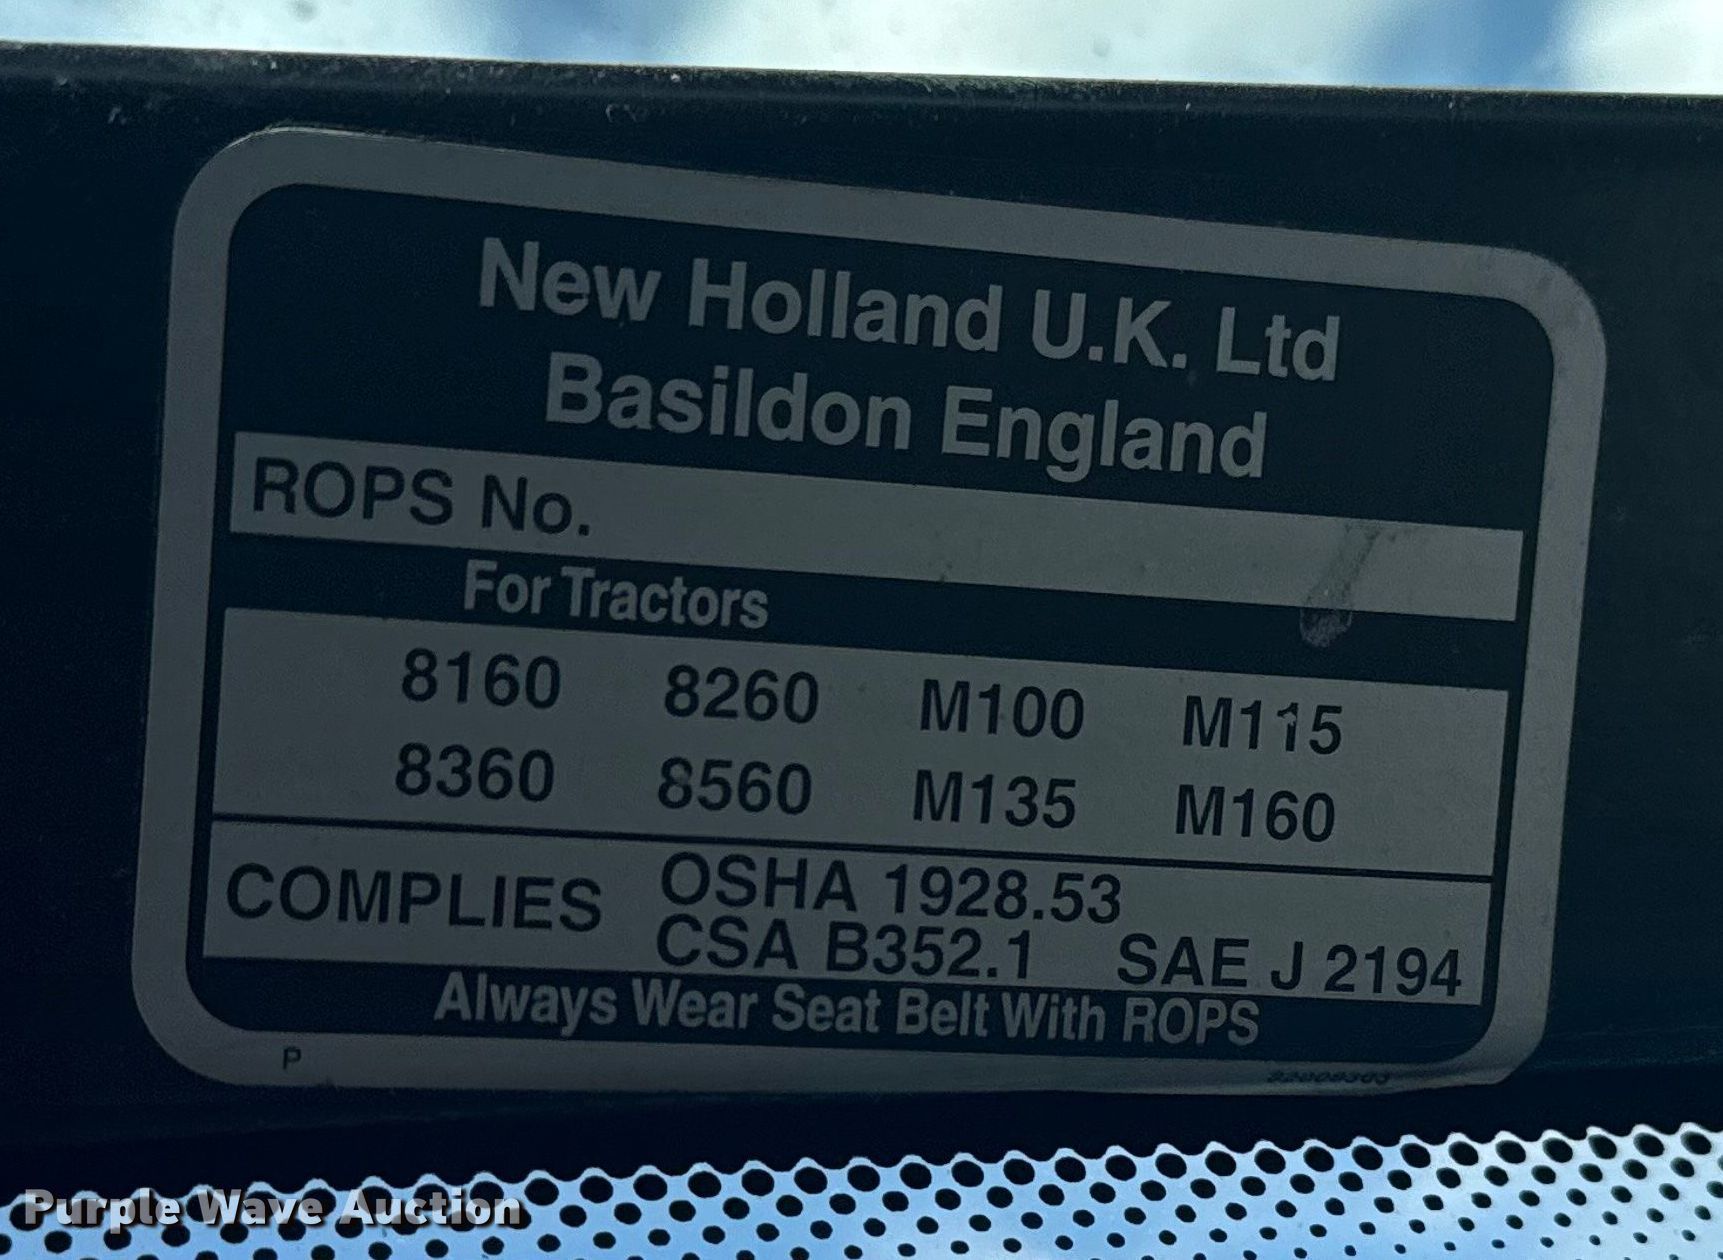 New Holland U.K. Ltd
Basildon England
ROPS No.
For Tractors
8160 8260 M100 M115
8360 8560 M135 M160
COMPLIES OSHA 1928.53
CSA B352.1 SAE J 2194
Always Wear Seat Belt With ROPS
P
Purple Wave Auction